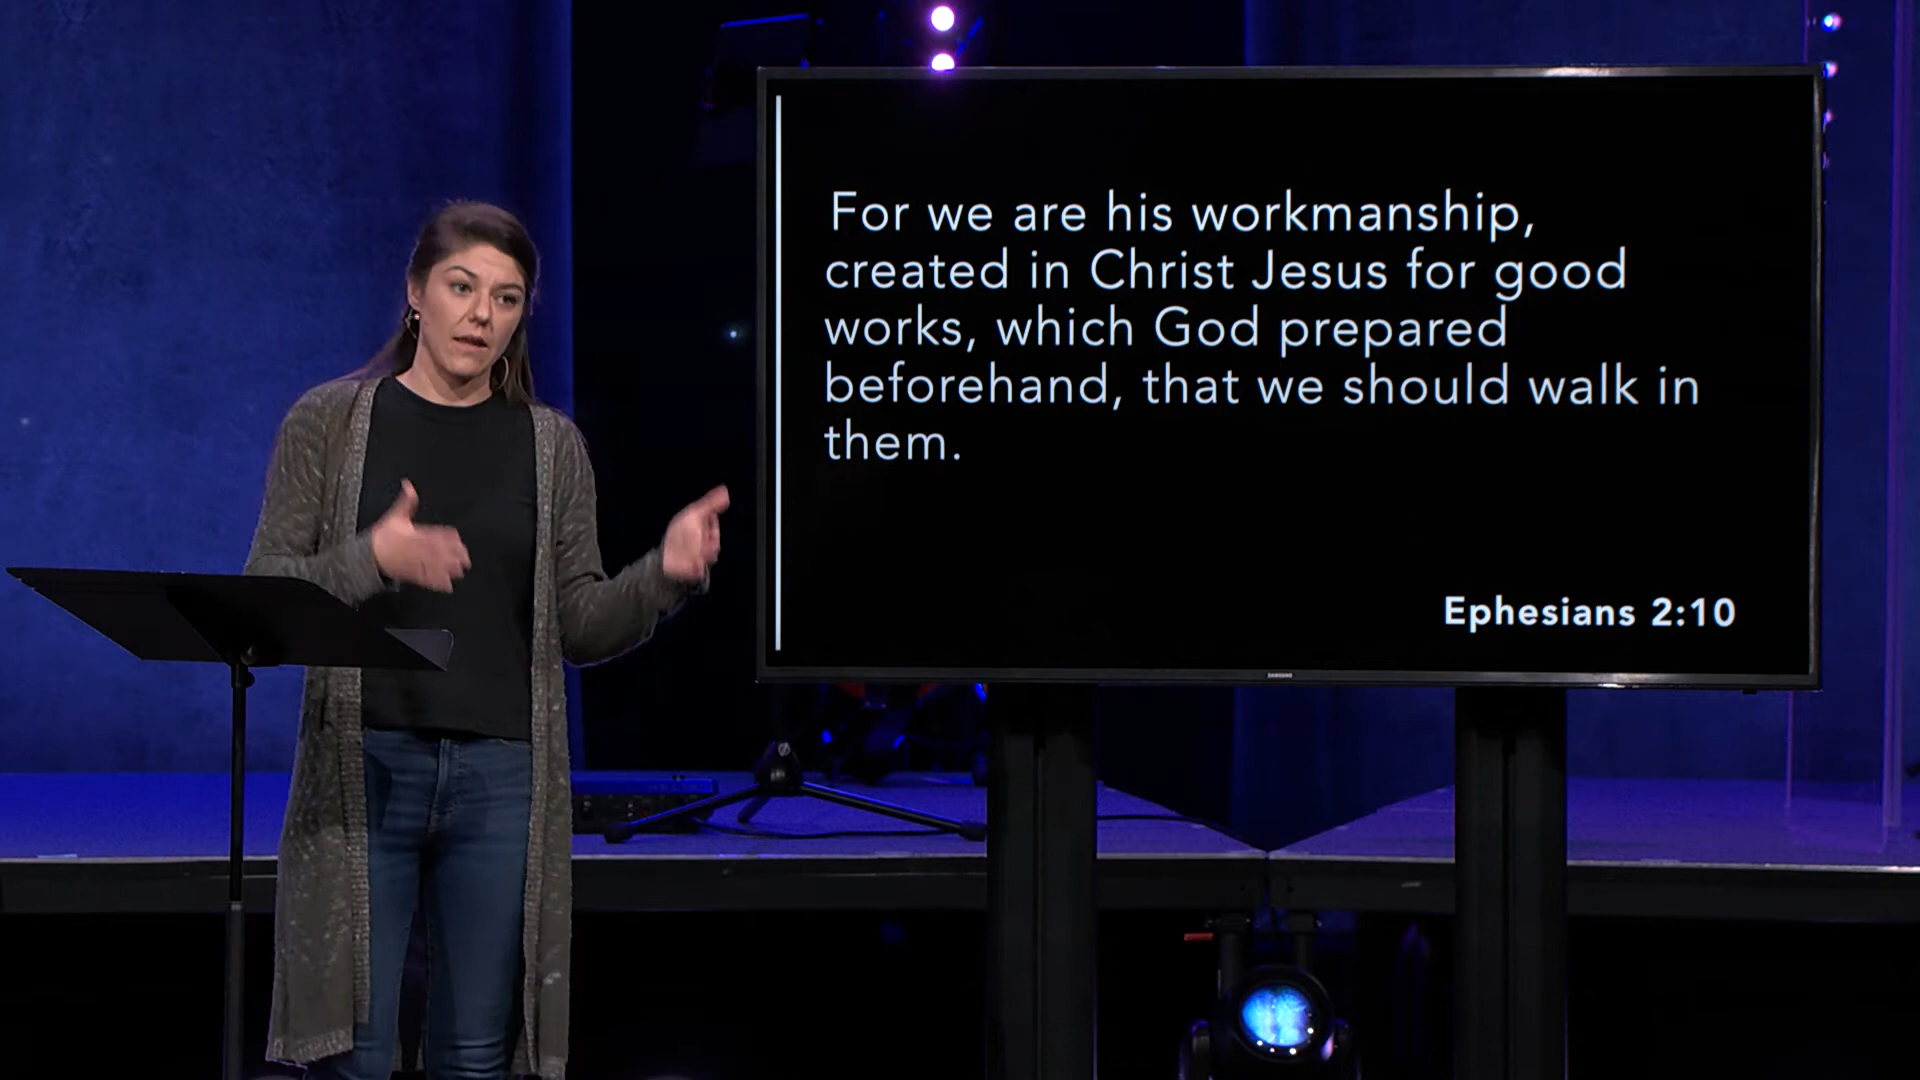 For we are his workmanship,
created in Christ Jesus for good
works, which God prepared
beforehand, that we should walk in
them.
Ephesians 2:10
SAMSUNG